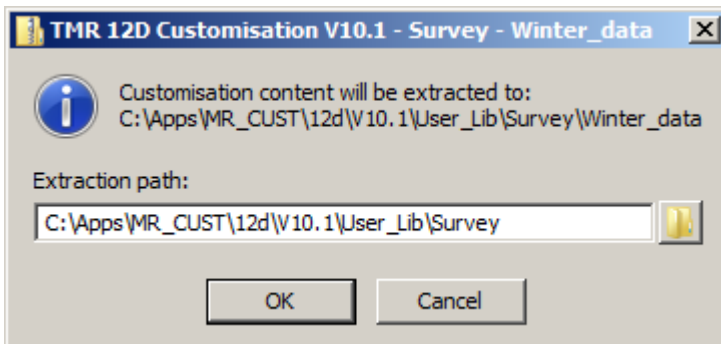 TMR 12D Customisation V10.1 - Survey - Winter_data
Customisation content will be extracted to:
C:\Apps\MR_CUST\12d\V10.1\User_Lib\Survey\Winter_data
Extraction path:
C:\Apps\MR_CUST\12d\V10.1\User_Lib\Survey
OK
Cancel